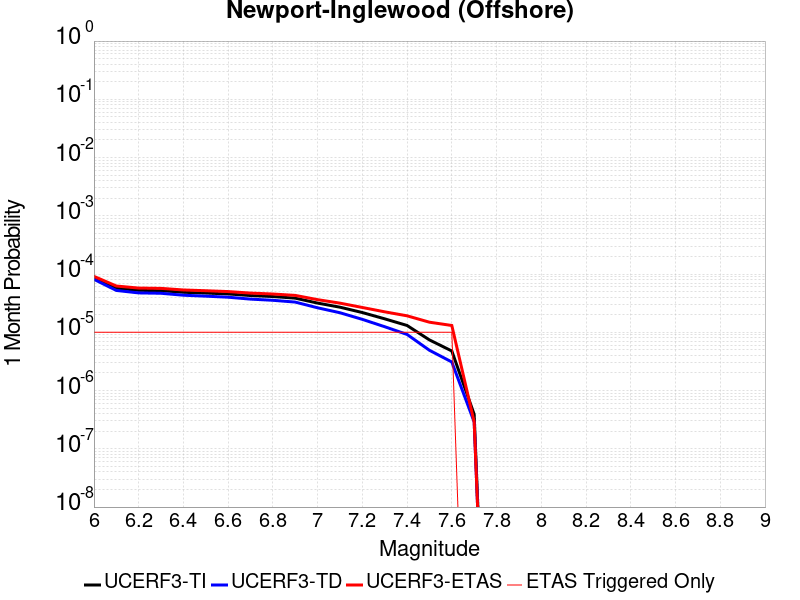 Newport-Inglewood (Offshore)
10^0
10^-1
10^-2
10^-3
10^-4
10^-5
10^-6
10^-7
10^-8
1 Month Probability
6 6.2 6.4 6.6 6.8 7 7.2 7.4 7.6 7.8 8 8.2 8.4 8.6 8.8 9
Magnitude
UCERF3-TI UCERF3-TD UCERF3-ETAS ETAS Triggered Only